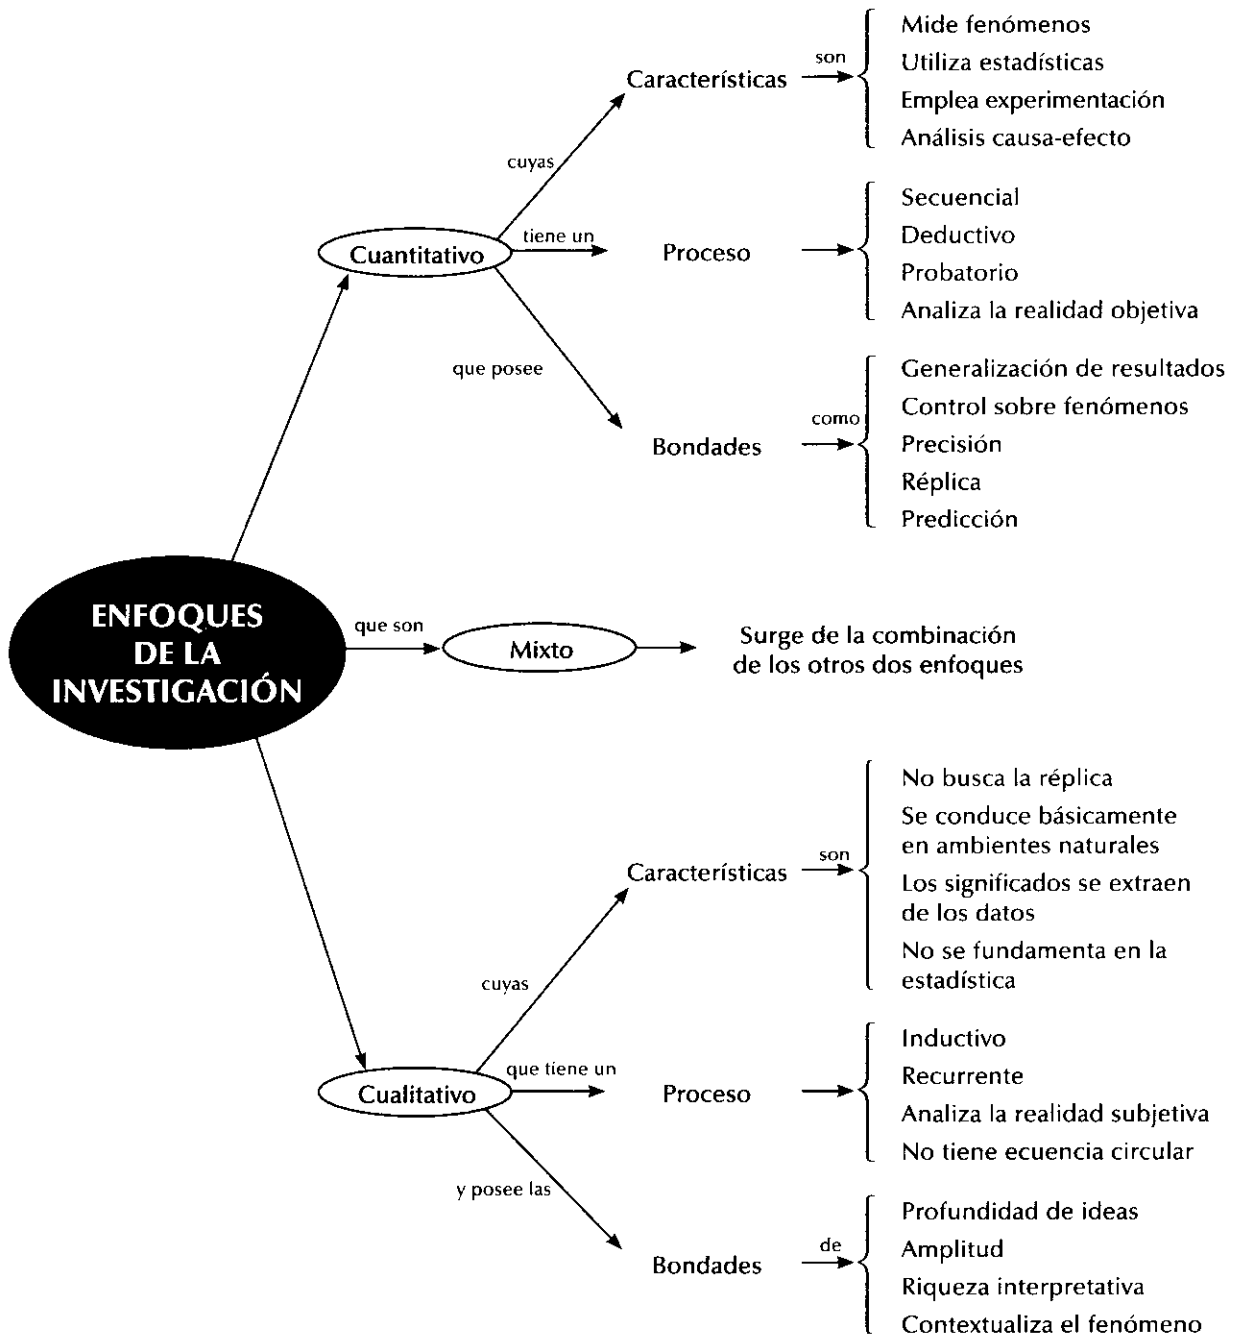 ENFOQUES
DE LA
INVESTIGACIÓN
Cuantitativo
cuyas
Característicás
son
Mide fenómenos
Utiliza estadísticas
Emplea experimentación
Análisis causa-efecto
tiene un
Proceso
Secuencial
Deductivo
Probatorio
Analiza la realidad objetiva
que posee
Bondades
como
Generalización de resultados
Control sobre fenómenos
Precisión
Réplica
Predicción
que son
Mixto
Surge de la combinación
de los otros dos enfoques
Cualitativo
cuyas
Característicás
son
No busca la réplica
Se conduce básicamente
en ambientes naturales
Los significados se extraen
de los datos
No se fundamenta en la
estadística
que tiene un
Proceso
Inductivo
Recurrente
Analiza la realidad subjetiva
No tiene ecuencia circular
y posee las
Bondades
de
Profundidad de ideas
Amplitud
Riqueza interpretativa
Contextualiza el fenómeno